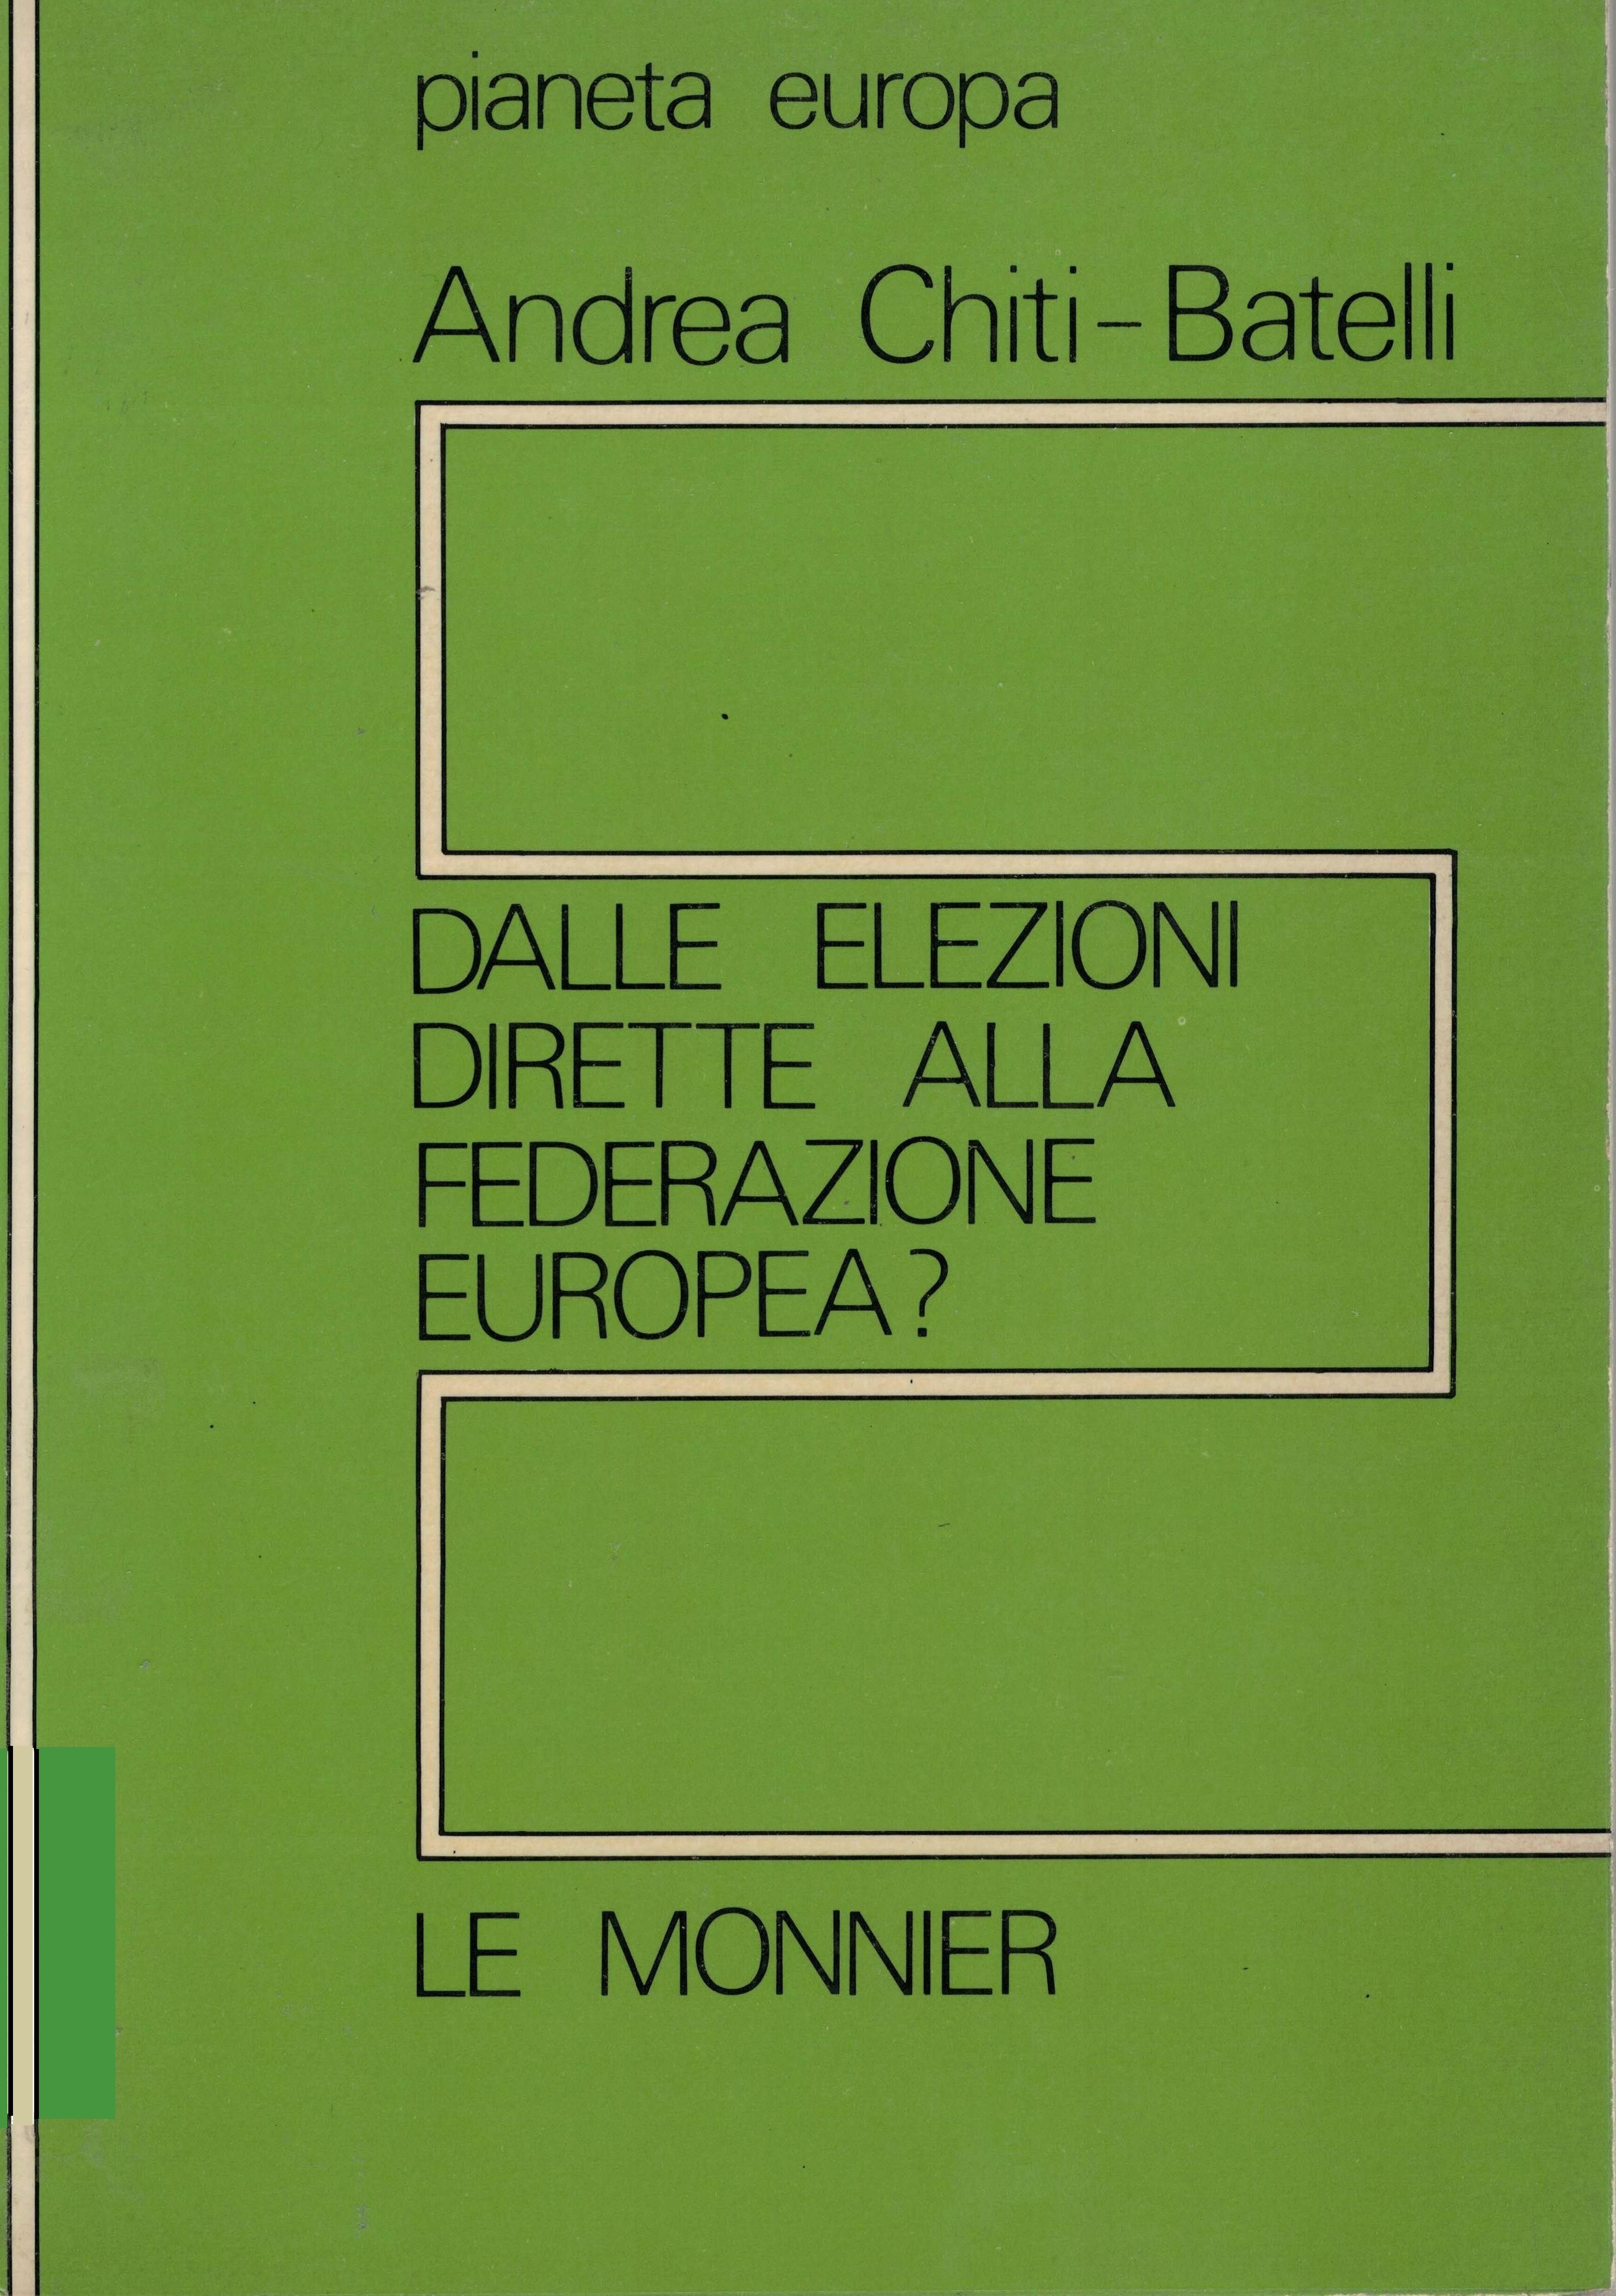 pianeta europa
Andrea Chiti-Batelli
DALLE ELEZIONI
DIRETTE ALLA
FEDERAZIONE
EUROPEA?
LE MONNIER